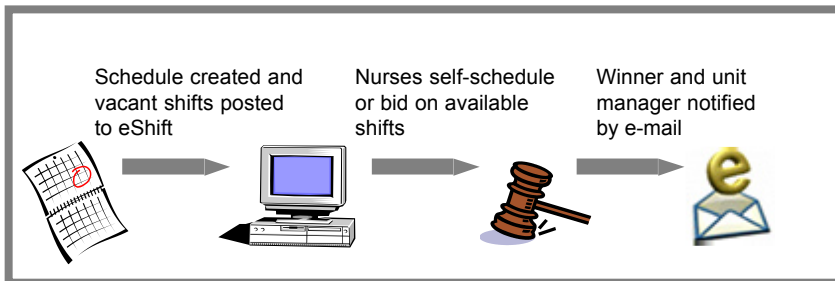 Schedule created and
vacant shifts posted
to eShift
Nurses self-schedule
or bid on available
shifts
Winner and unit
manager notified
by e-mail
e